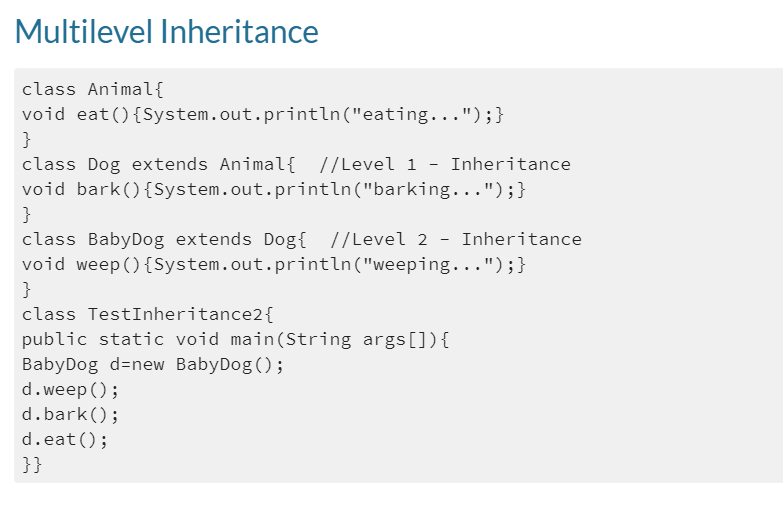 Multilevel Inheritance
class Animal{
void eat(){System.out.println("eating...");}
}
class Dog extends Animal{  //Level 1 – Inheritance
void bark(){System.out.println("barking...");}
}
class BabyDog extends Dog{  //Level 2 – Inheritance
void weep(){System.out.println("weeping...");}
}
class TestInheritance2{
public static void main(String args[]){
BabyDog d=new BabyDog();
d.weep();
d.bark();
d.eat();
}}